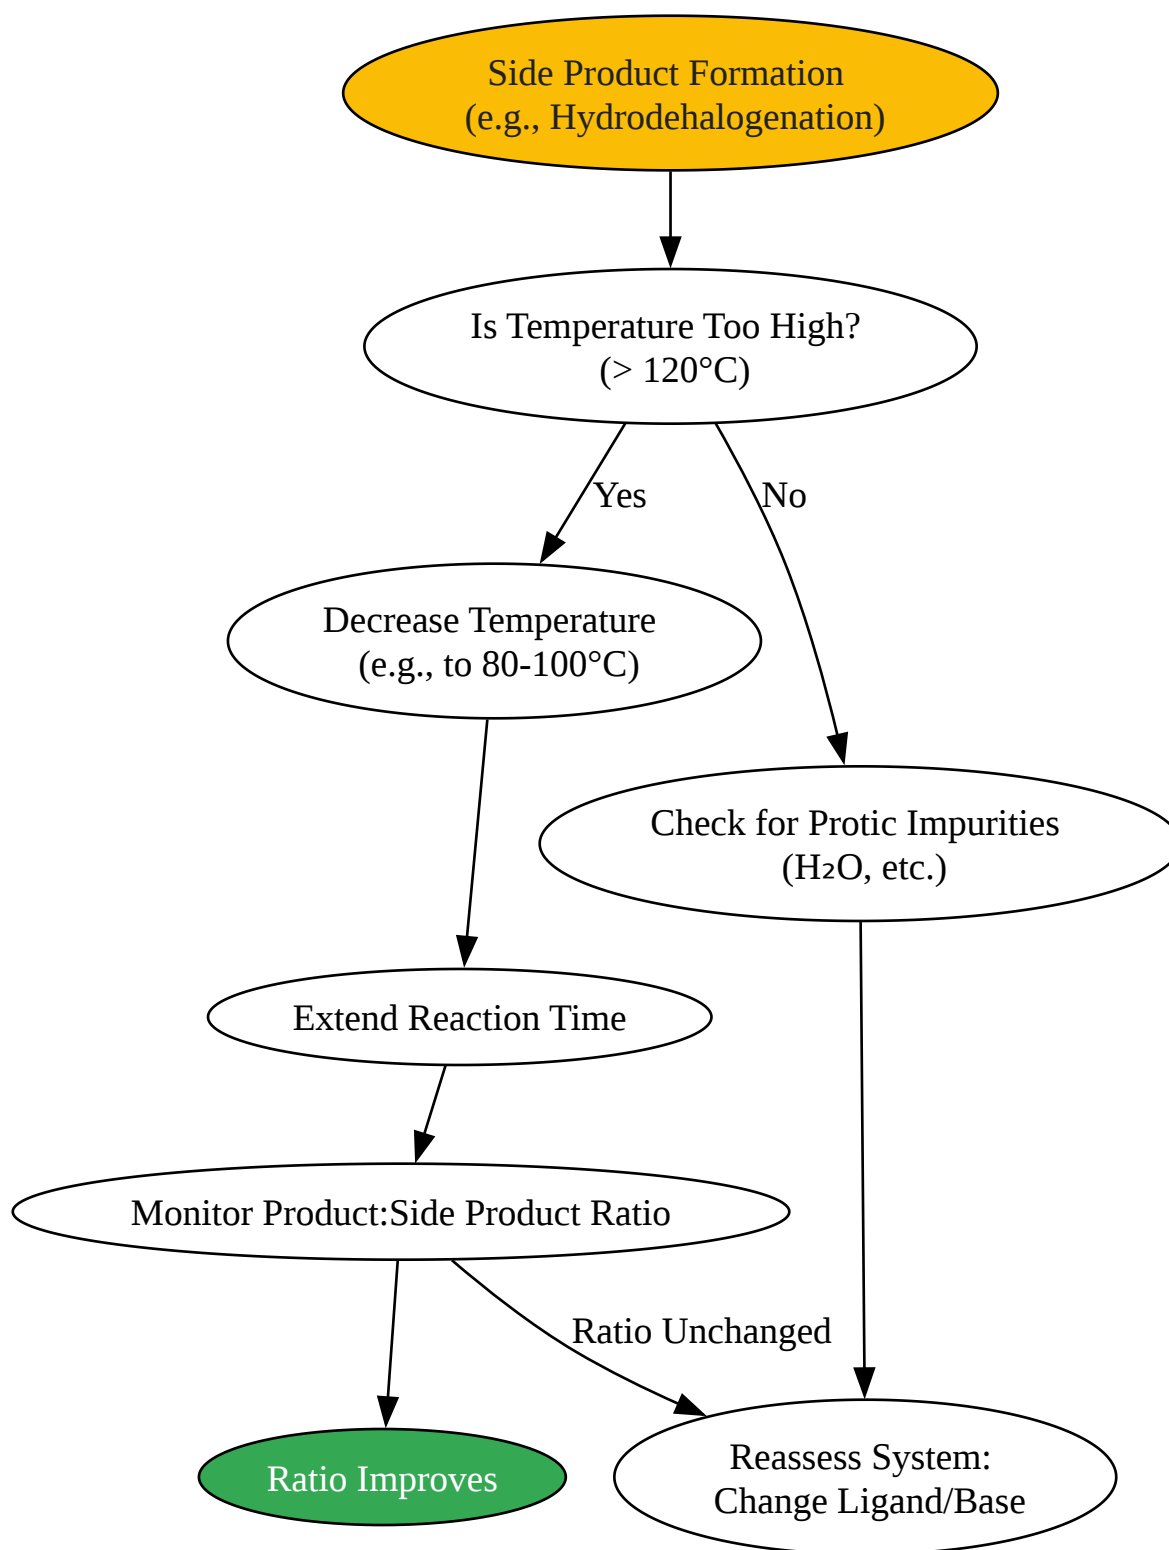 Side Product Formation
(e.g., Hydrodehalogenation)
Is Temperature Too High?
(> 120°C)
Yes
No
Decrease Temperature
(e.g., to 80-100°C)
Check for Protic Impurities
(H₂O, etc.)
Extend Reaction Time
Monitor Product:Side Product Ratio
Ratio Unchanged
Ratio Improves
Reassess System:
Change Ligand/Base